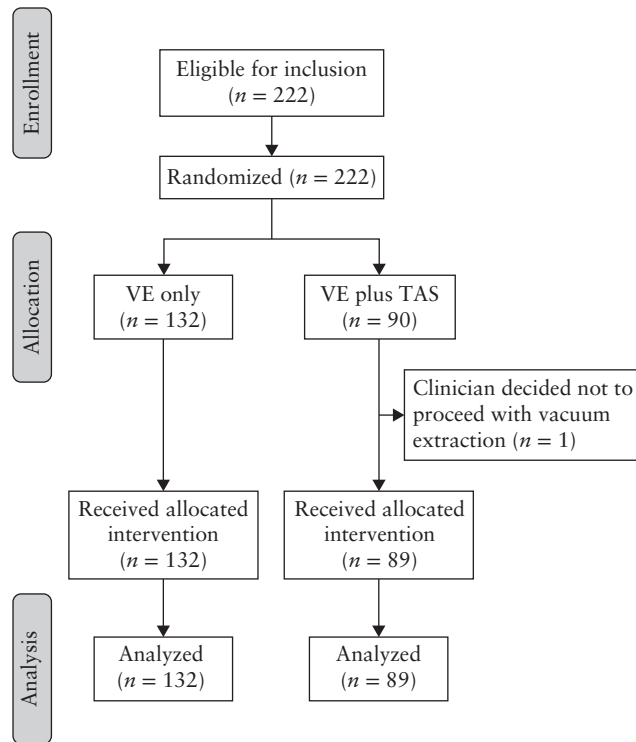 Enrollment
Eligible for inclusion
(n = 222)
Randomized (n = 222)
Allocation
VE only
(n = 132)
VE plus TAS
(n = 90)
Clinician decided not to
proceed with vacuum
extraction (n = 1)
Received allocated
intervention
(n = 132)
Received allocated
intervention
(n = 89)
Analysis
Analyzed
(n = 132)
Analyzed
(n = 89)